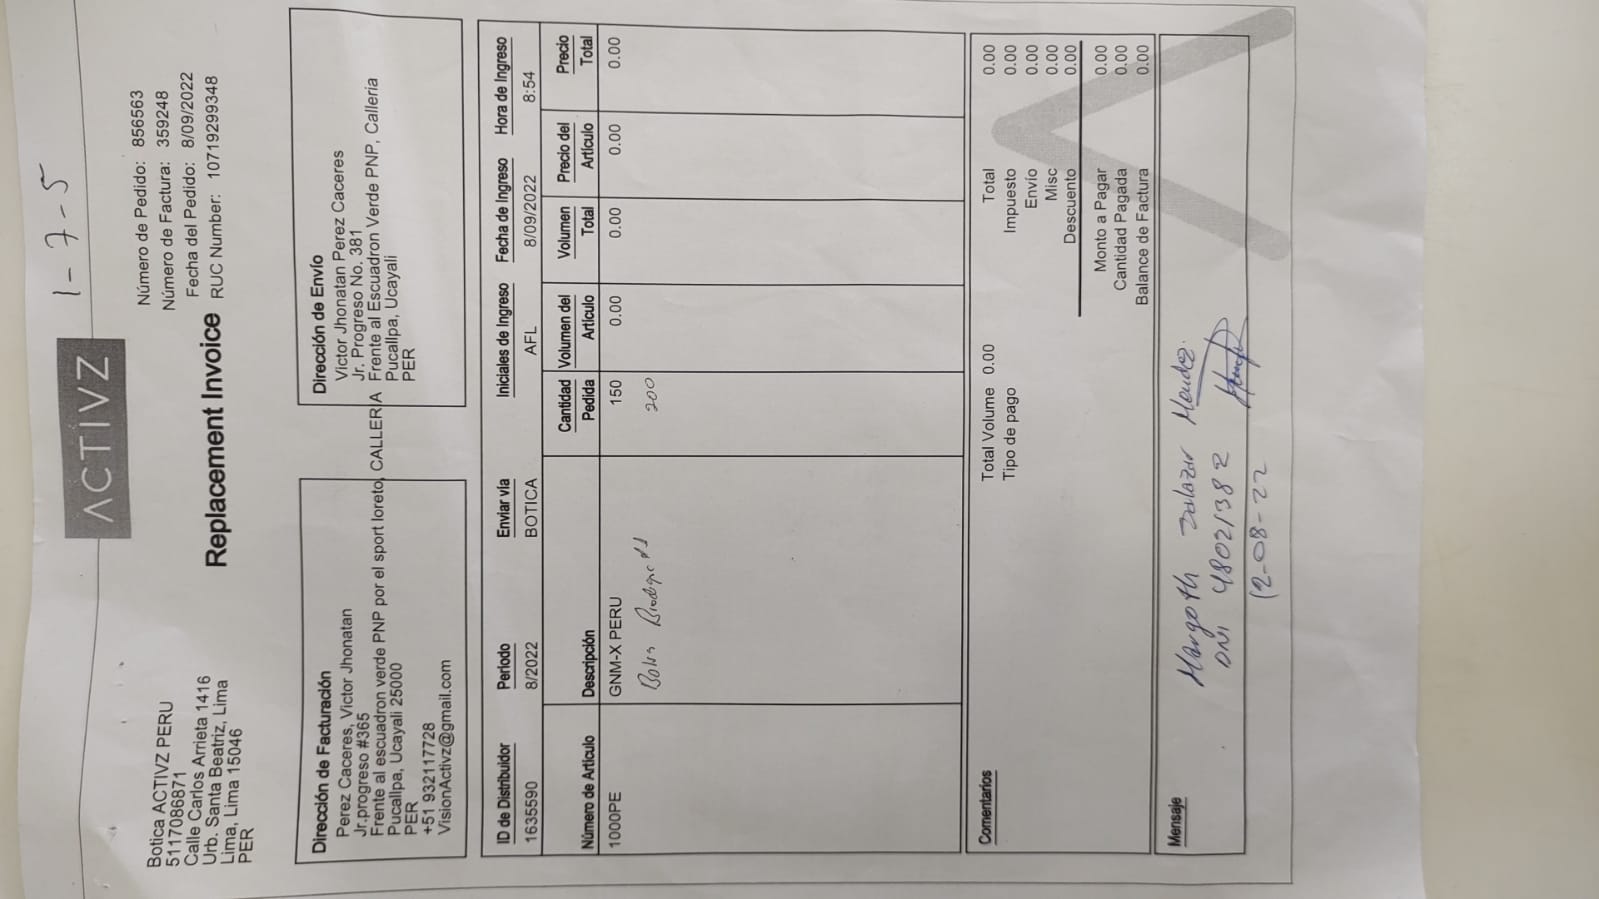 ACTIVZ
1-7-5
Botica ACTIVZ PERU
5117086871
Calle Carlos Arrieta 1416
Urb. Santa Beatriz, Lima
Lima, Lima 15046
PER
Número de Pedido: 856563
Número de Factura: 359248
Fecha del Pedido: 8/09/2022
Replacement Invoice RUC Number: 10719299348
Dirección de Facturación
Perez Caceres, Victor Jhonatan
Jr.progreso #365
Frente al escuadron verde PNP por el sport loreto, CALLERIA
Pucallpa, Ucayali 25000
PER
+51 932117728
VisionActivz@gmail.com
Dirección de Envío
Victor Jhonatan Perez Caceres
Jr. Progreso No. 381
Frente al Escuadron Verde PNP, Calleria
Pucallpa, Ucayali
PER
ID de Distribuidor Periodo Enviar vía Iniciales de Ingreso Fecha de Ingreso Hora de Ingreso
1635590 8/2022 BOTICA AFL 8/09/2022 8:54
Número de Artículo Descripción Cantidad Pedida Volumen del Artículo Volumen Total Precio del Artículo Precio Total
1000PE GNM-X PERU 150 0.00 0.00 0.00 0.00
200
Comentarios
Total Volume 0.00
Tipo de pago
Total 0.00
Impuesto 0.00
Envío 0.00
Misc 0.00
Descuento 0.00
Monto a Pagar 0.00
Cantidad Pagada 0.00
Balance de Factura 0.00
Mensaje
Margoth Salazar Mendez.
DNI 48021382
12-08-22